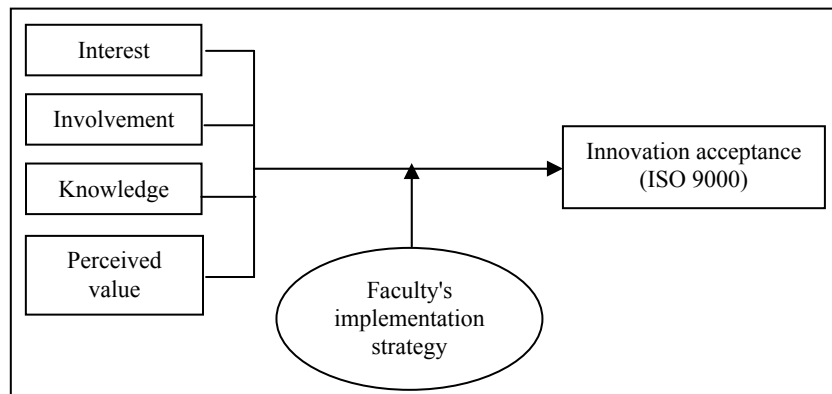 Interest
Involvement
Knowledge
Perceived
value
Innovation acceptance
(ISO 9000)
Faculty's
implementation
strategy